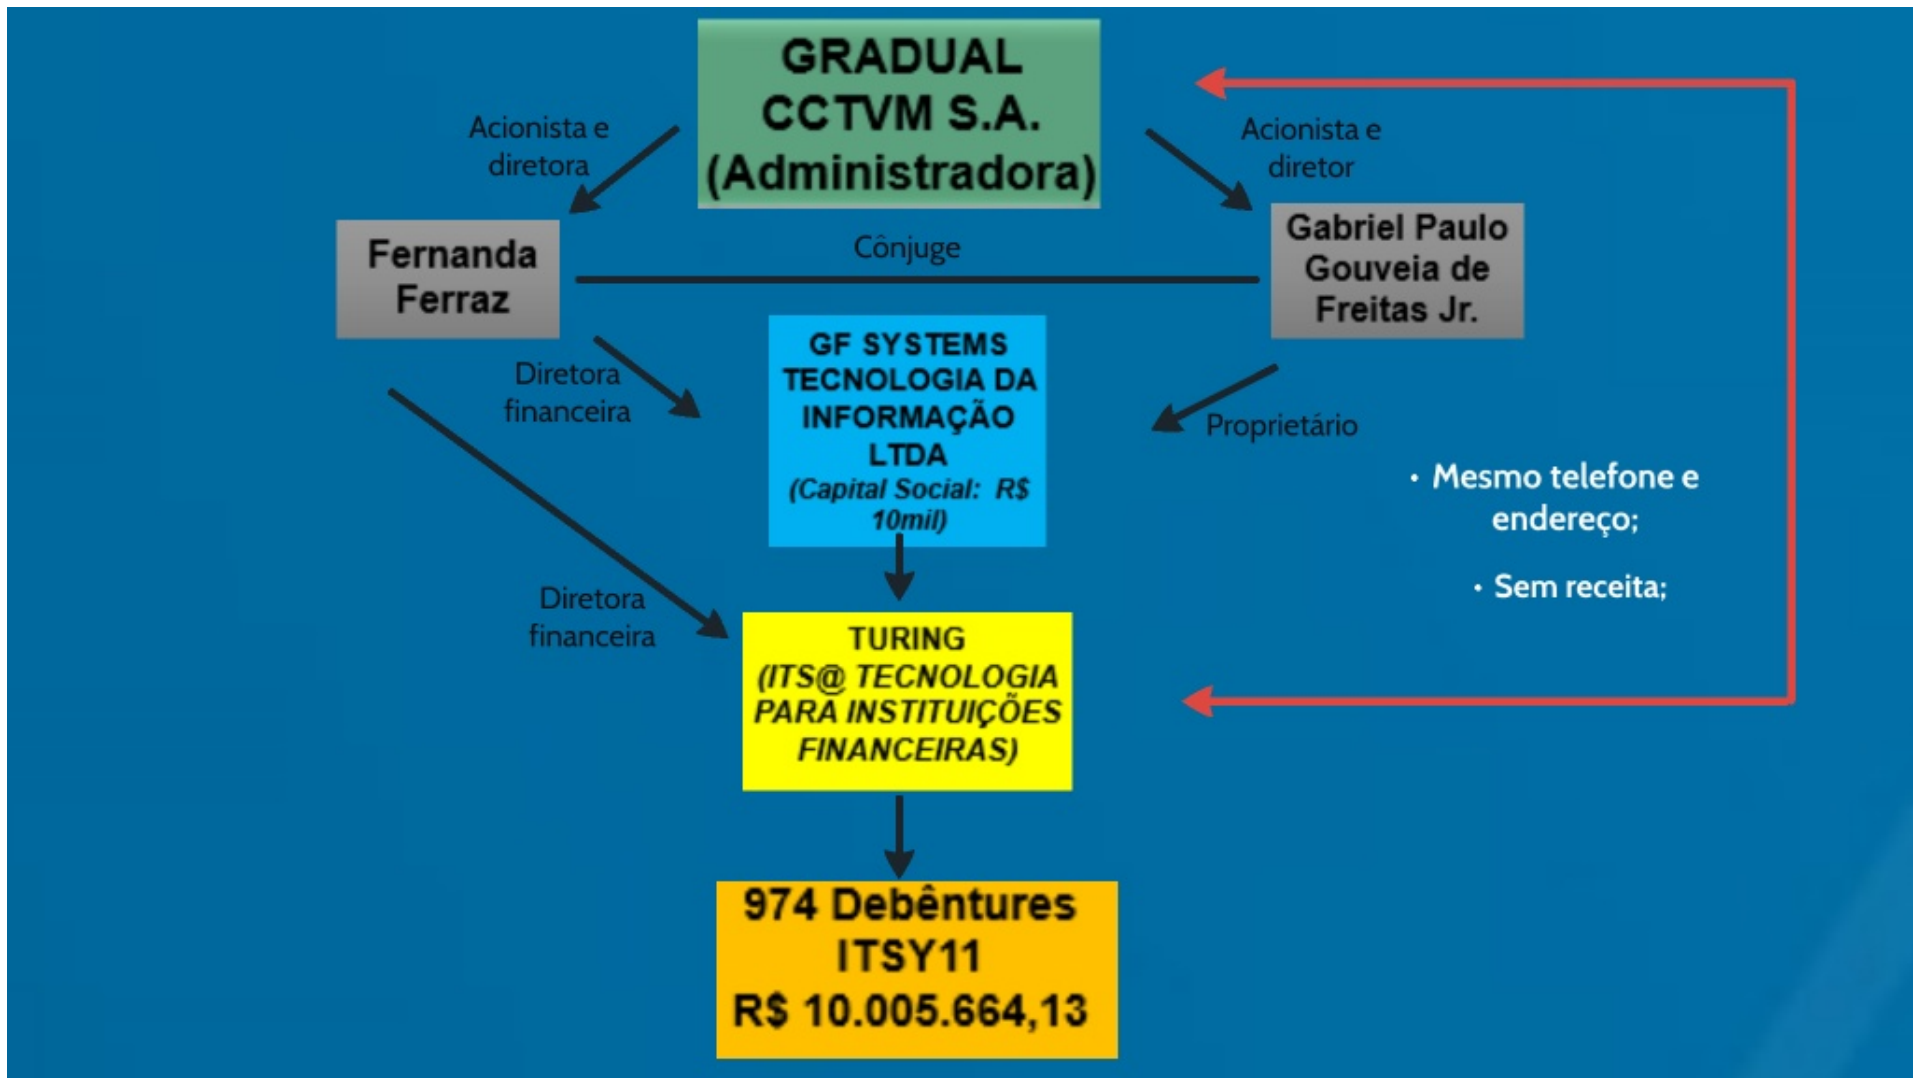 GRADUAL
CCTVM S.A.
(Administradora)
Acionista e
diretora
Acionista e
diretor
Fernanda
Ferraz
Cônjuge
Gabriel Paulo
Gouveia de
Freitas Jr.
GF SYSTEMS
TECNOLOGIA DA
INFORMAÇÃO
LTDA
(Capital Social: R$
10mil)
Diretora
financeira
Proprietário
• Mesmo telefone e
endereço;
• Sem receita;
Diretora
financeira
TURING
(ITS@ TECNOLOGIA
PARA INSTITUIÇÕES
FINANCEIRAS)
974 Debêntures
ITSY11
R$ 10.005.664,13